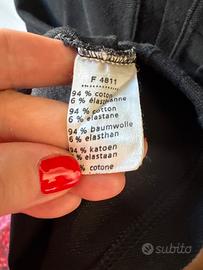 F 4811
94 % coton
6 % élasthanne
94 % cotton
6 % elastane
94 % baumwolle
6 % elasthan
94 % katoen
6 % elastaan
% cotone
subito